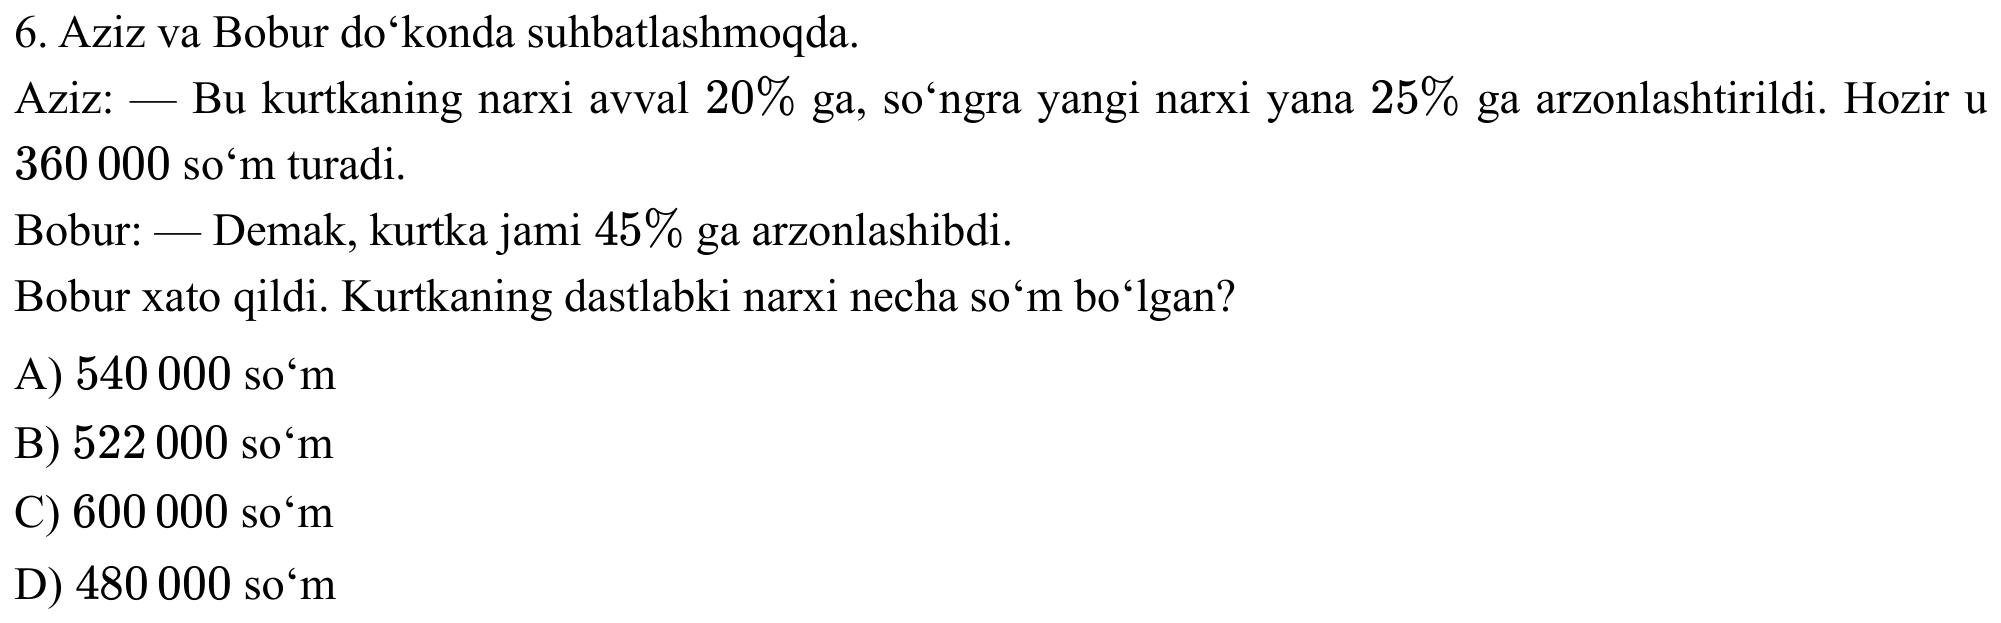 6. Aziz va Bobur do‘konda suhbatlashmoqda.
Aziz: — Bu kurtkaning narxi avval 20% ga, so‘ngra yangi narxi yana 25% ga arzonlashtirildi. Hozir u
360 000 so‘m turadi.
Bobur: — Demak, kurtka jami 45% ga arzonlashibdi.
Bobur xato qildi. Kurtkaning dastlabki narxi necha so‘m bo‘lgan?
A) 540 000 so‘m
B) 522 000 so‘m
C) 600 000 so‘m
D) 480 000 so‘m